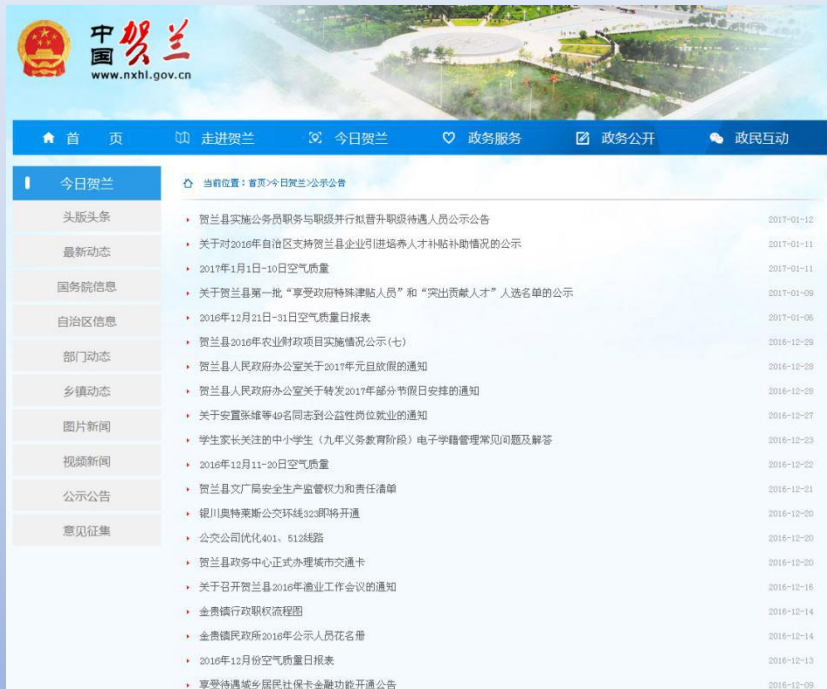 中国贺兰
www.nxhl.gov.cn
首 页 走进贺兰 今日贺兰 政务服务 政务公开 政民互动
今日贺兰
头版头条
最新动态
国务院信息
自治区信息
部门动态
乡镇动态
图片新闻
视频新闻
公示公告
意见征集
当前位置：首页>今日贺兰>公示公告
贺兰县实施公务员职务与职级并行拟晋升职级待遇人员公示公告 2017-01-12
关于对2016年自治区支持贺兰县企业引进培养人才补贴补助情况的公示 2017-01-11
2017年1月1日-10日空气质量 2017-01-11
关于贺兰县第一批“享受政府特殊津贴人员”和“突出贡献人才”人选名单的公示 2017-01-09
2016年12月21日-31日空气质量日报表 2017-01-06
贺兰县2016年农业财政项目实施情况公示(七) 2016-12-29
贺兰县人民政府办公室关于2017年元旦放假的通知 2016-12-28
贺兰县人民政府办公室关于转发2017年部分节假日安排的通知 2016-12-28
关于安置张雄等49名同志到公益性岗位就业的通知 2016-12-27
学生家长关注的中小学生（九年义务教育阶段）电子学籍管理常见问题及解答 2016-12-23
2016年12月11-20日空气质量 2016-12-22
贺兰县文广局安全生产监管权力和责任清单 2016-12-21
银川奥特莱斯公交环线323即将开通 2016-12-20
公交公司优化401、512线路 2016-12-20
贺兰县政务中心正式办理城市交通卡 2016-12-20
关于召开贺兰县2016年渔业工作会议的通知 2016-12-16
金贵镇行政职权流程图 2016-12-14
金贵镇民政所2016年公示人员花名册 2016-12-14
2016年12月份空气质量日报表 2016-12-13
享受待遇城乡居民社保卡金融功能开通公告 2016-12-09